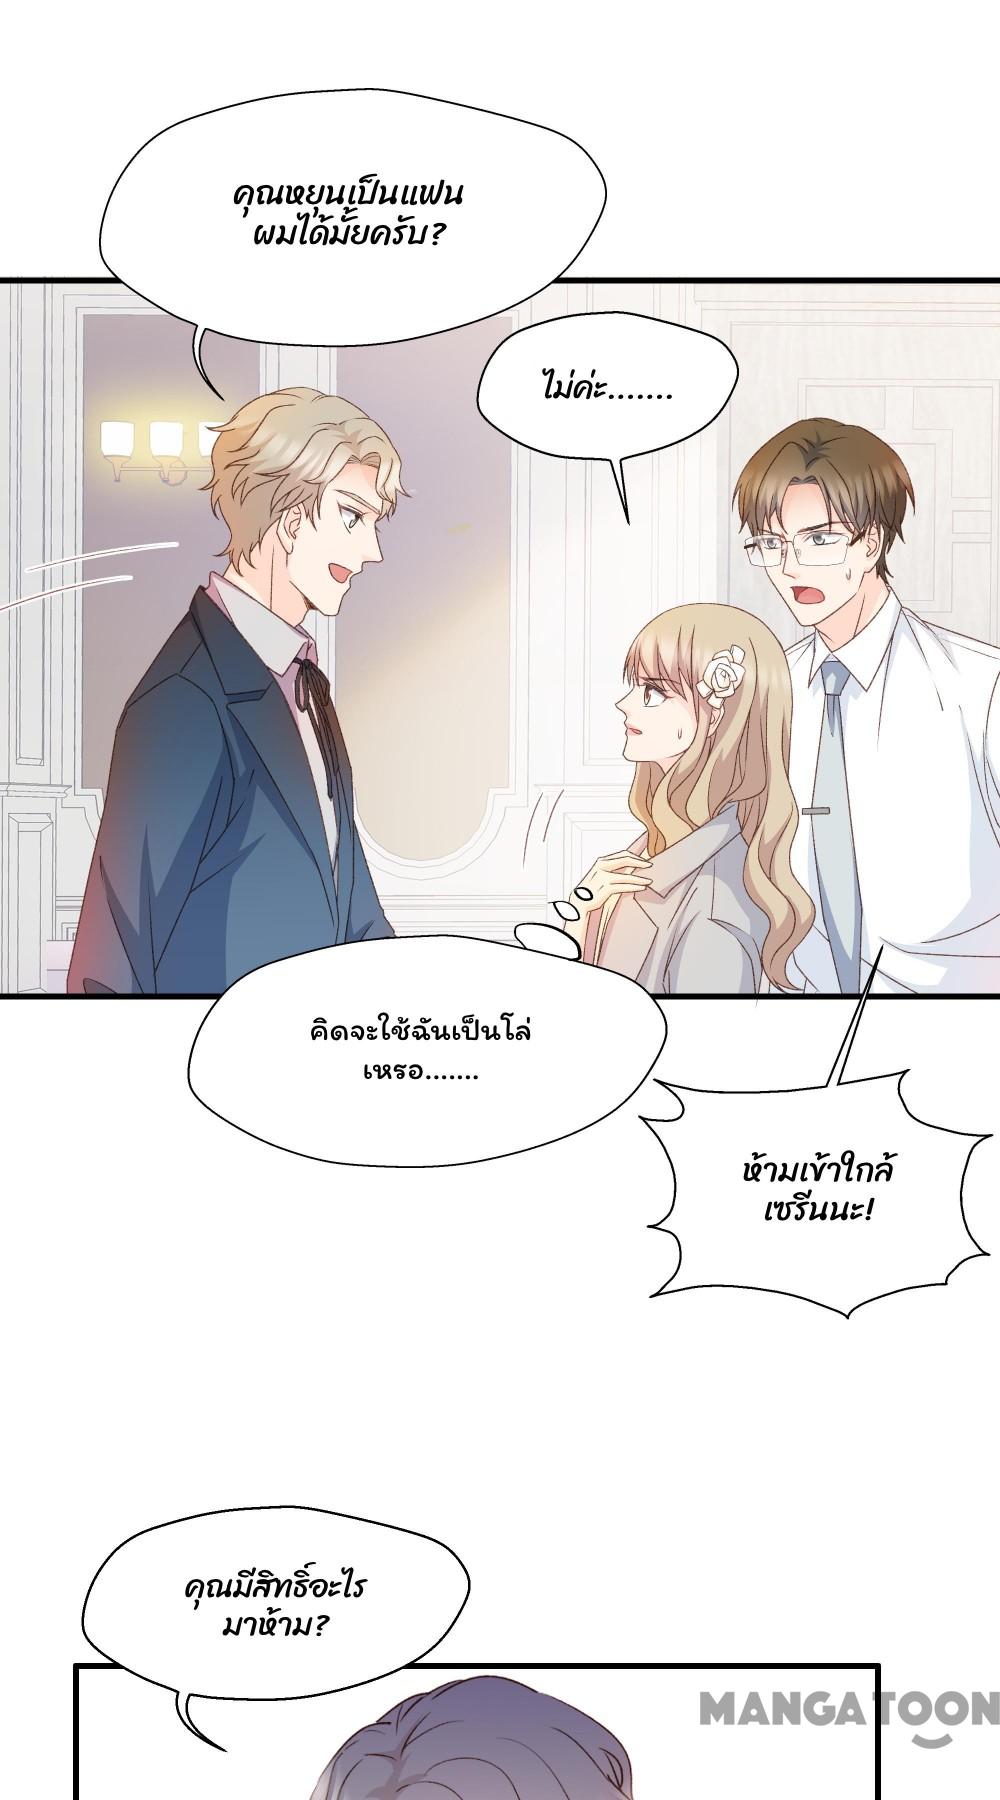 คุณหยุนเป็นแฟน
ผมได้มั้ยครับ?
ไม่ค่ะ.......
คิดจะใช้ฉันเป็นโล่
เหรอ.......
ห้ามเข้าใกล้
เซรีนนะ!
คุณมีสิทธิ์อะไร
มาห้าม?
MANGATOON